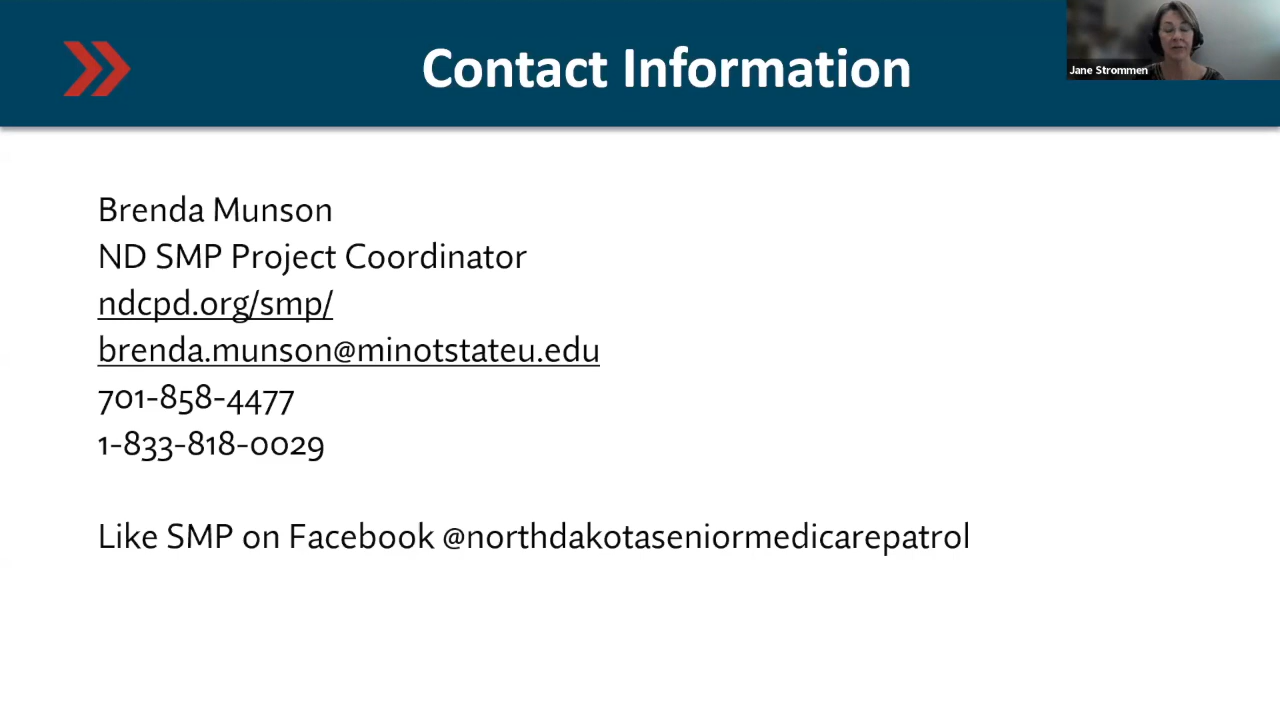 Contact Information
Jane Strommen
Brenda Munson
ND SMP Project Coordinator
ndcpd.org/smp/
brenda.munson@minotstateu.edu
701-858-4477
1-833-818-0029
Like SMP on Facebook @northdakotaseniormedicarepatrol